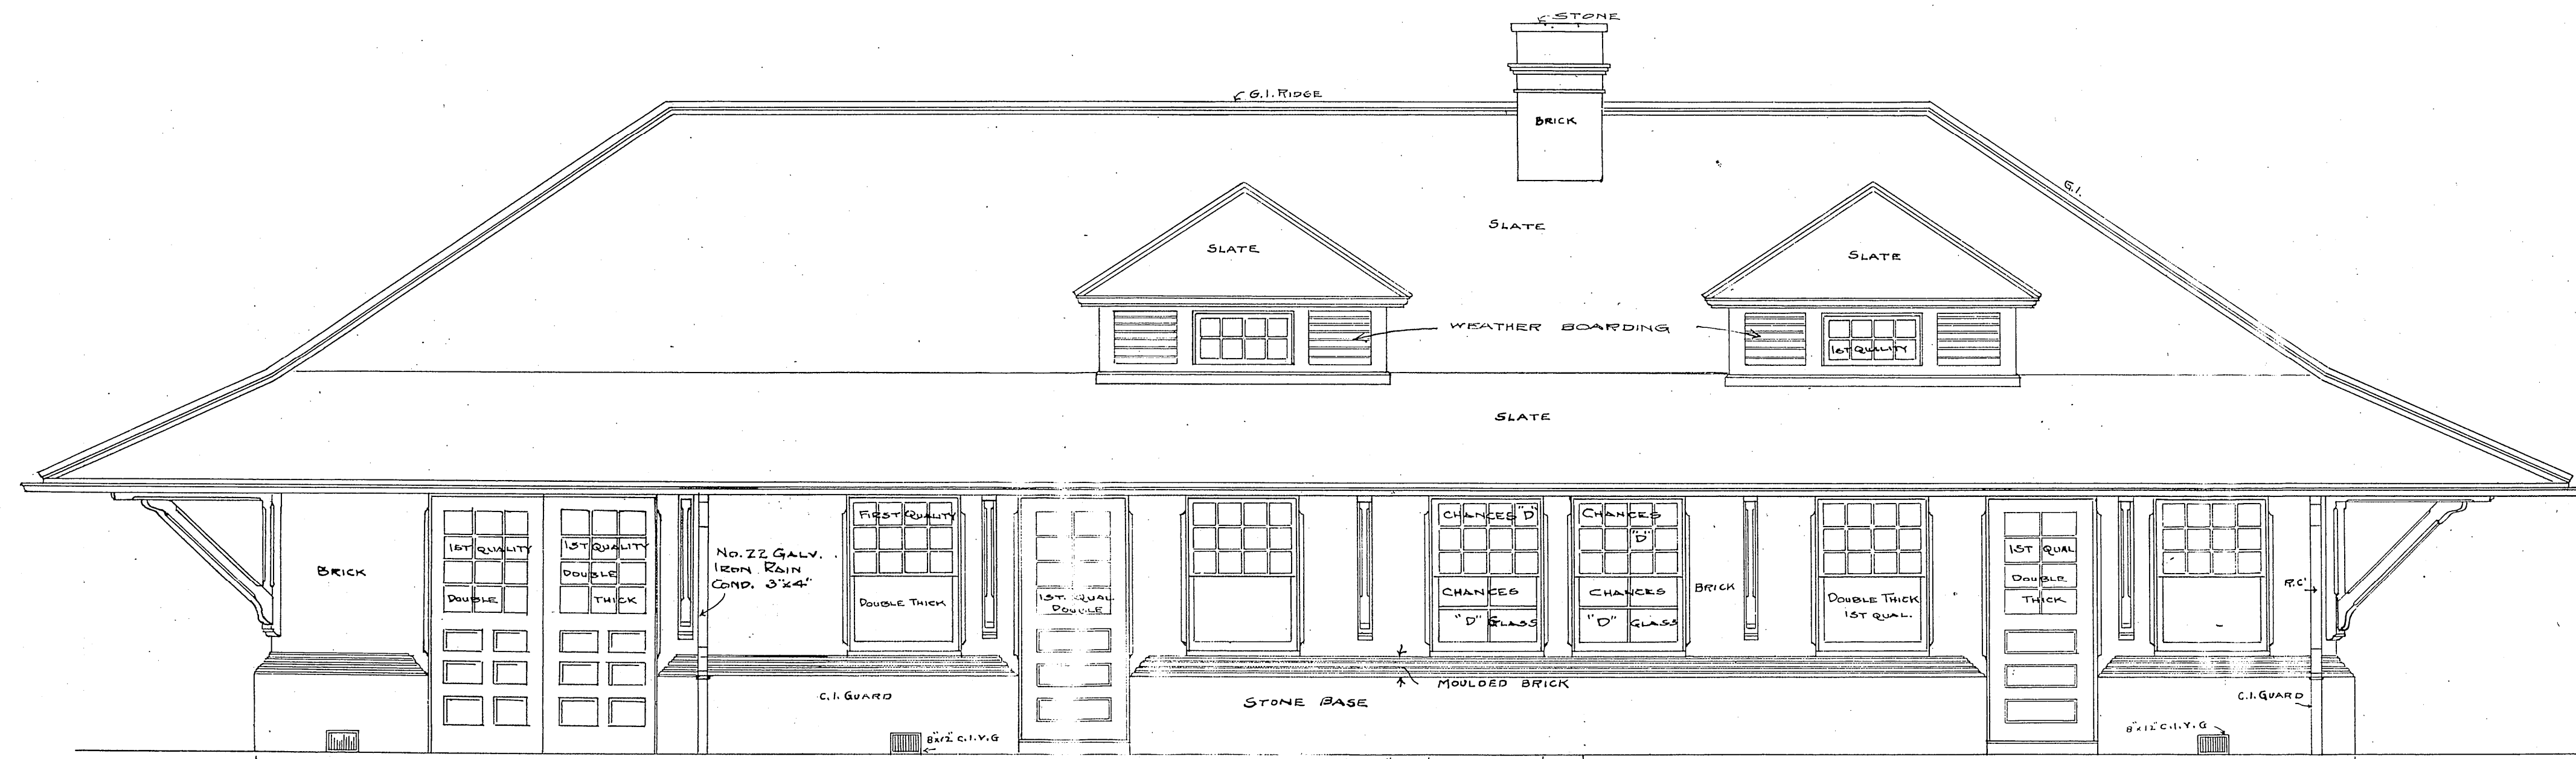 STONE
G.I. RIDGE
BRICK
G.I.
SLATE
SLATE
SLATE
WEATHER BOARDING
1ST QUALITY
SLATE
FIRST QUALITY
CHANCES "D"
CHANCES
"D"
1ST QUALITY
1ST QUALITY
No. 22 GALV.
IRON RAIN
COND. 3"x4"
1ST QUAL
BRICK
DOUBLE
DOUBLE
THICK
DOUBLE
THICK
DOUBLE THICK
1ST. QUAL
DOUBLE
CHANCES
"D" GLASS
CHANCES
"D" GLASS
BRICK
DOUBLE THICK
1ST QUAL.
DOUBLE
THICK
R.C.
MOULDED BRICK
C.I. GUARD
STONE BASE
C.I. GUARD
8"x12" C.I.V.G
8"x12" C.I.V.G